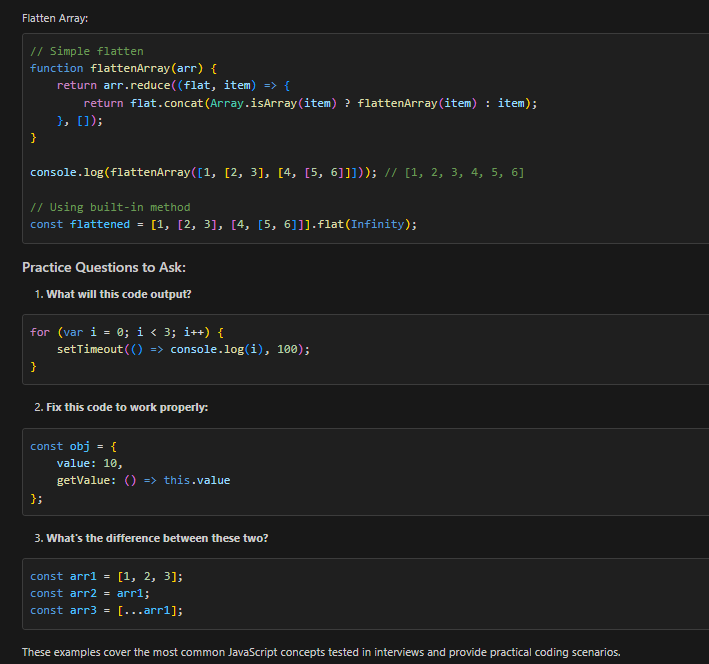 Flatten Array:
// Simple flatten
function flattenArray(arr) {
    return arr.reduce((flat, item) => {
        return flat.concat(Array.isArray(item) ? flattenArray(item) : item);
    }, []);
}
console.log(flattenArray([1, [2, 3], [4, [5, 6]]])); // [1, 2, 3, 4, 5, 6]
// Using built-in method
const flattened = [1, [2, 3], [4, [5, 6]]].flat(Infinity);
Practice Questions to Ask:
1. What will this code output?
for (var i = 0; i < 3; i++) {
    setTimeout(() => console.log(i), 100);
}
2. Fix this code to work properly:
const obj = {
    value: 10,
    getValue: () => this.value
};
3. What's the difference between these two?
const arr1 = [1, 2, 3];
const arr2 = arr1;
const arr3 = [...arr1];
These examples cover the most common JavaScript concepts tested in interviews and provide practical coding scenarios.